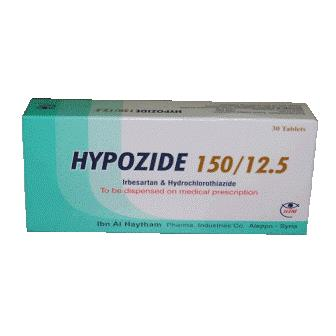 30 Tablets
HYPOZIDE 150/12.5
Irbesartan & Hydrochlorothiazide
To be dispensed on medical prescription
Ibn Al Haytham Pharma Industries Co. Aleppo - Syria